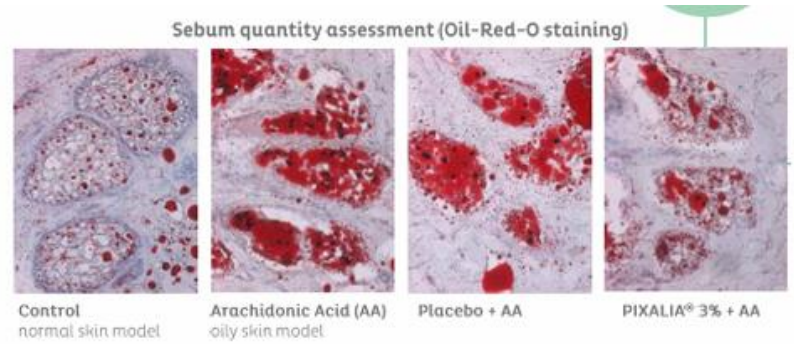 Sebum quantity assessment (Oil-Red-O staining)
Control
normal skin model
Arachidonic Acid (AA)
oily skin model
Placebo + AA
PIXALIA® 3% + AA